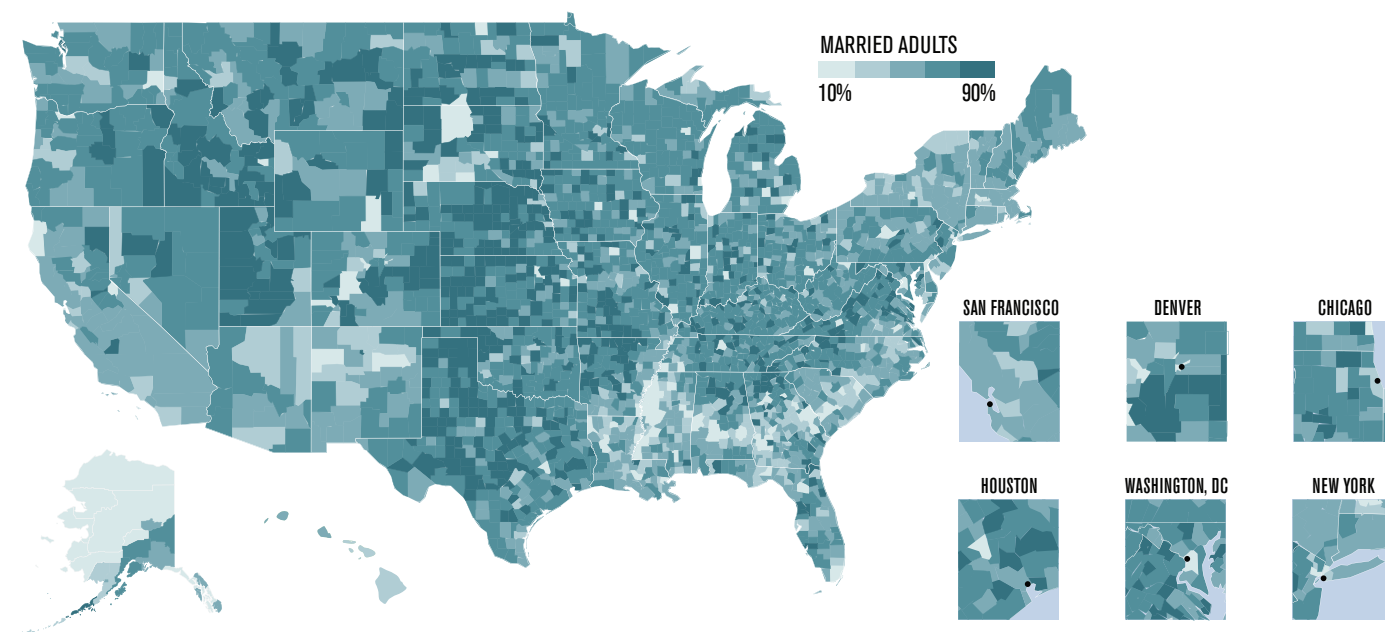 MARRIED ADULTS
10% 90%
SAN FRANCISCO DENVER CHICAGO
HOUSTON WASHINGTON, DC NEW YORK